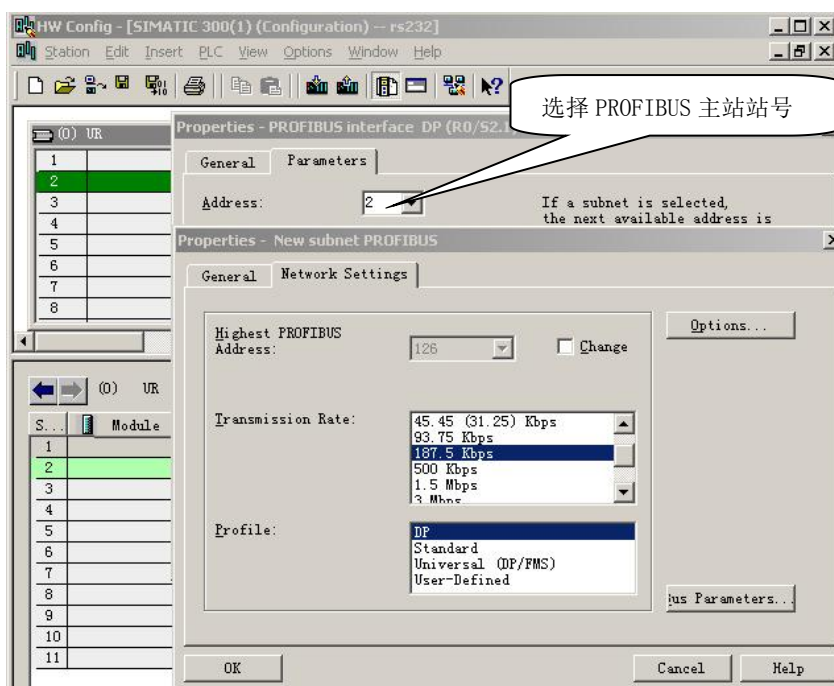 HW Config - [SIMATIC 300(1) (Configuration) -- rs232]
Station Edit Insert PLC View Options Window Help
选择 PROFIBUS 主站站号
(0) UR
1
2
3
4
5
6
7
8
Properties - PROFIBUS interface DP (R0/S2.1)
General Parameters
Address: 2
If a subnet is selected,
the next available address is
Properties - New subnet PROFIBUS
General Network Settings
Highest PROFIBUS
Address:
126
Change
Options...
Transmission Rate:
45.45 (31.25) Kbps
93.75 Kbps
187.5 Kbps
500 Kbps
1.5 Mbps
3 Mbps
Profile:
DP
Standard
Universal (DP/FMS)
User-Defined
us Parameters...
OK Cancel Help
(0) UR
S... Module
1
2
3
4
5
6
7
8
9
10
11